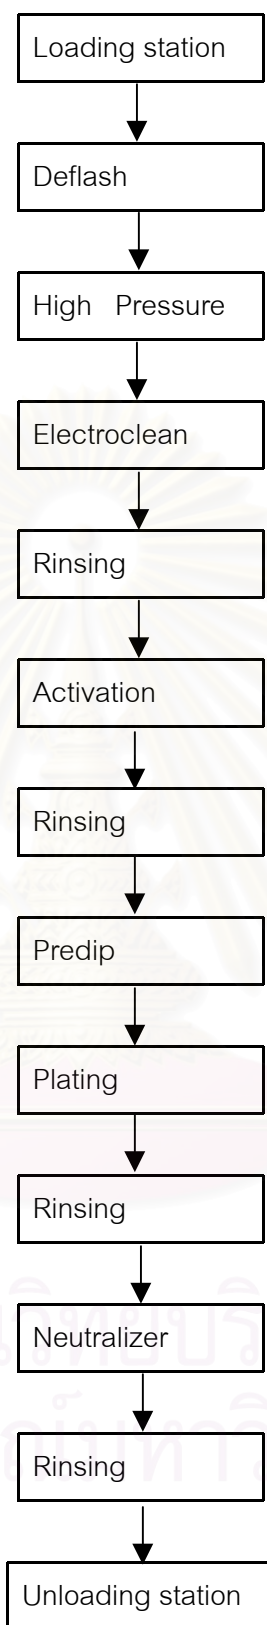 Loading station
Deflash
High Pressure
Electroclean
Rinsing
Activation
Rinsing
Predip
Plating
Rinsing
Neutralizer
Rinsing
Unloading station